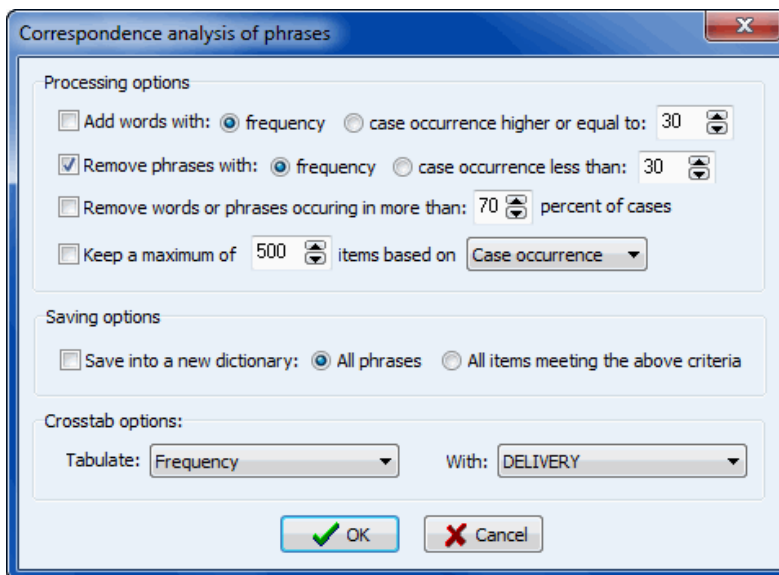 Correspondence analysis of phrases
Processing options
Add words with: frequency case occurrence higher or equal to: 30
Remove phrases with: frequency case occurrence less than: 30
Remove words or phrases occuring in more than: 70 percent of cases
Keep a maximum of 500 items based on Case occurrence
Saving options
Save into a new dictionary: All phrases All items meeting the above criteria
Crosstab options:
Tabulate: Frequency With: DELIVERY
OK Cancel